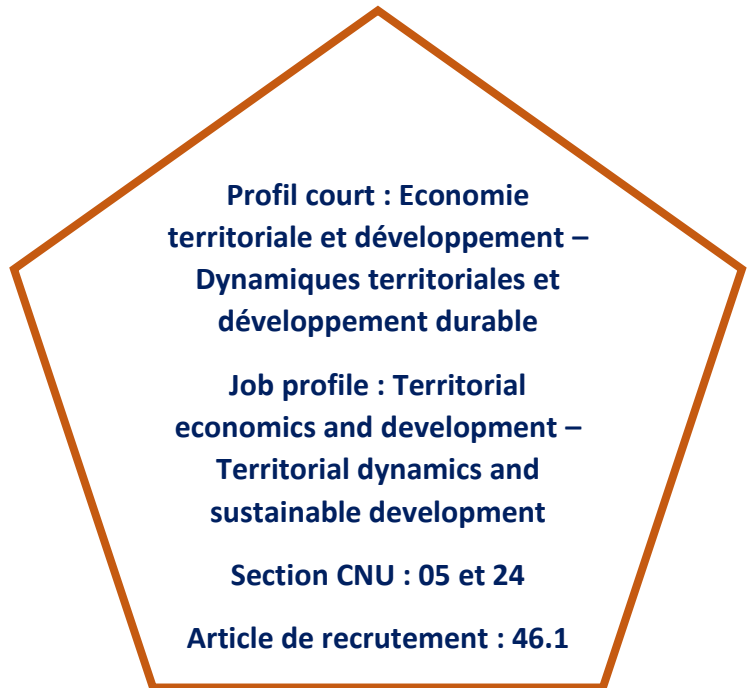 Profil court : Economie
territoriale et développement –
Dynamiques territoriales et
développement durable
Job profile : Territorial
economics and development –
Territorial dynamics and
sustainable development
Section CNU : 05 et 24
Article de recrutement : 46.1